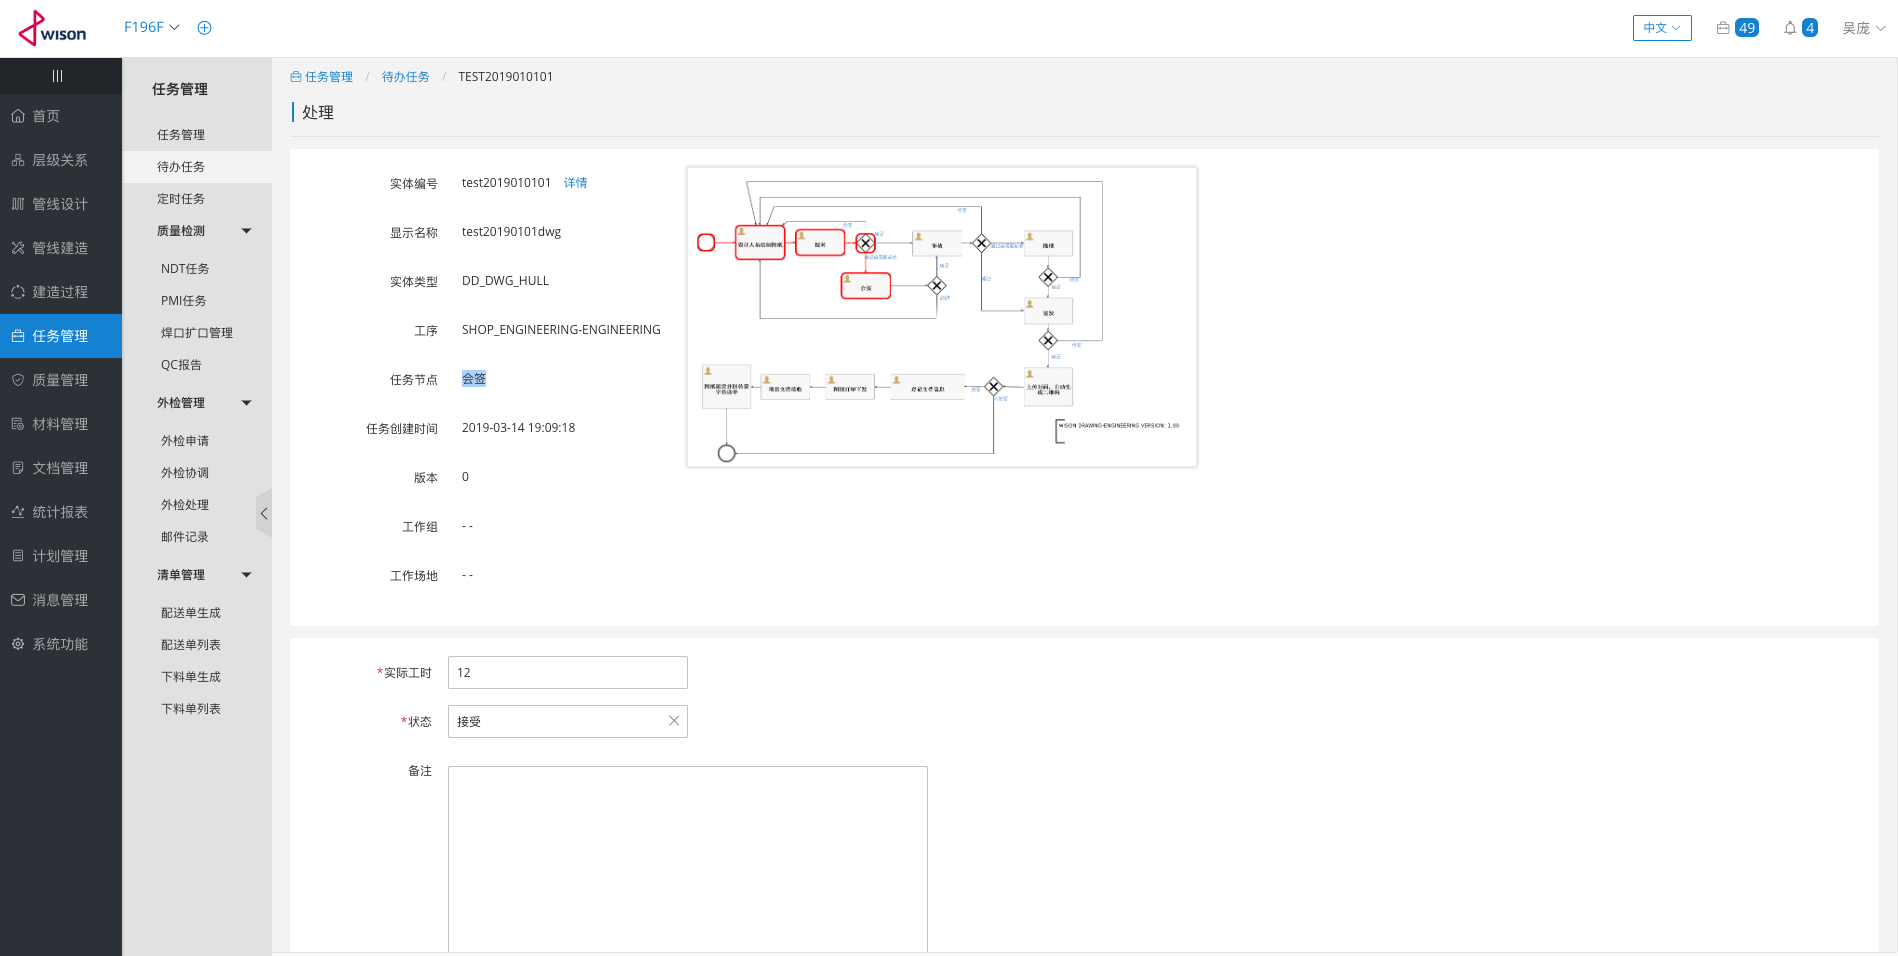 wison
F196F
中文
49
4
吴庞
首页
层级关系
管线设计
管线建造
建造过程
任务管理
质量管理
材料管理
文档管理
统计报表
计划管理
消息管理
系统功能
任务管理
任务管理
待办任务
定时任务
质量检测
NDT任务
PMI任务
焊口扩口管理
QC报告
外检管理
外检申请
外检协调
外检处理
邮件记录
清单管理
配送单生成
配送单列表
下料单生成
下料单列表
任务管理 / 待办任务 / TEST2019010101
处理
实体编号 test2019010101 详情
显示名称 test20190101dwg
实体类型 DD_DWG_HULL
工序 SHOP_ENGINEERING-ENGINEERING
任务节点 会签
任务创建时间 2019-03-14 19:09:18
版本 0
工作组 - -
工作场地 - -
会签
WISON DRAWING-ENGINEERING VERSION: 1.00
*实际工时 12
*状态 接受
备注